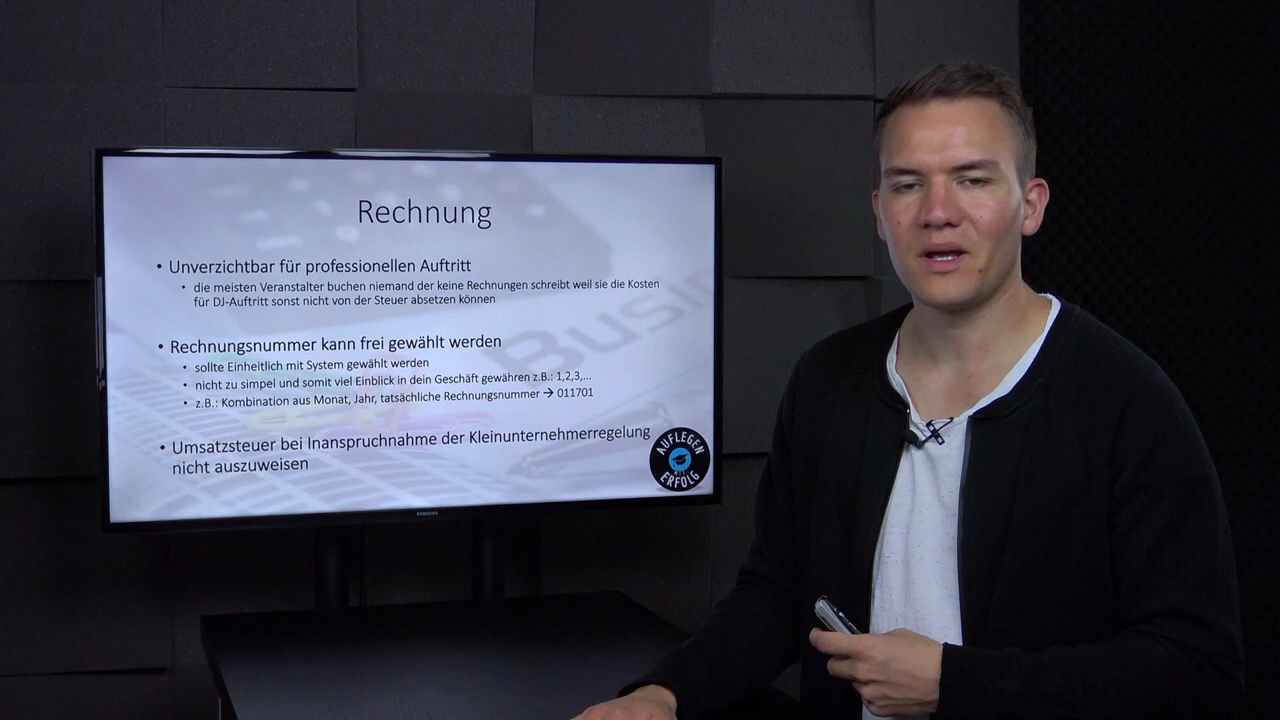 Rechnung
• Unverzichtbar für professionellen Auftritt
• die meisten Veranstalter buchen niemand der keine Rechnungen schreibt weil sie die Kosten
für DJ-Auftritt sonst nicht von der Steuer absetzen können
• Rechnungsnummer kann frei gewählt werden
• sollte Einheitlich mit System gewählt werden
• nicht zu simpel und somit viel Einblick in dein Geschäft gewähren z.B.: 1,2,3,...
• z.B.: Kombination aus Monat, Jahr, tatsächliche Rechnungsnummer → 011701
• Umsatzsteuer bei Inanspruchnahme der Kleinunternehmerregelung
nicht auszuweisen
Busin
AUFLEGEN
MIT
ERFOLG
SAMSUNG